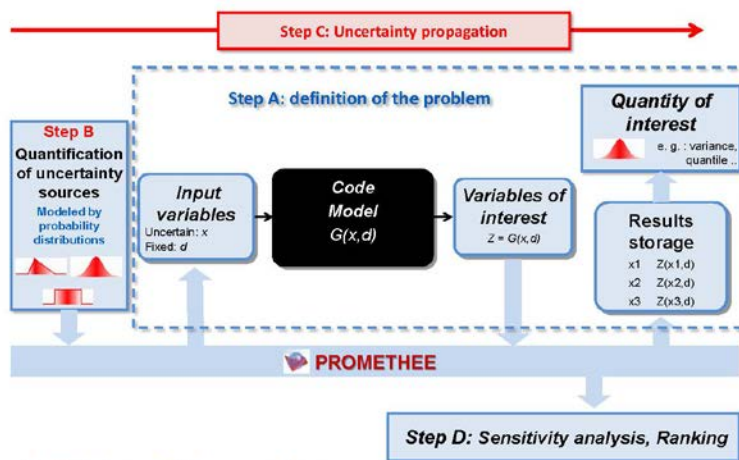 Step C: Uncertainty propagation
Step A: definition of the problem
Step B
Quantification
of uncertainty
sources
Modeled by
probability
distributions
Input
variables
Uncertain: x
Fixed: d
Code
Model
G(x,d)
Variables of
interest
Z = G(x,d)
Quantity of
interest
e. g. : variance,
quantile ..
Results
storage
x1 Z(x1,d)
x2 Z(x2,d)
x3 Z(x3,d)
PROMETHEE
Step D: Sensitivity analysis, Ranking